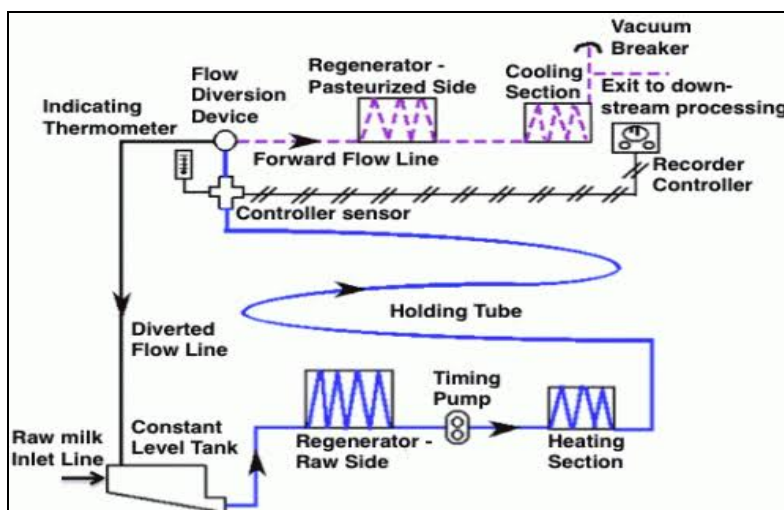 Vacuum
Breaker
Regenerator -
Pasteurized Side
Cooling
Section
Flow
Diversion
Device
Exit to down-
stream processing
Indicating
Thermometer
Forward Flow Line
Recorder
Controller
Controller sensor
Holding Tube
Diverted
Flow Line
Timing
Pump
Constant
Level Tank
Raw milk
Inlet Line
Regenerator -
Raw Side
Heating
Section